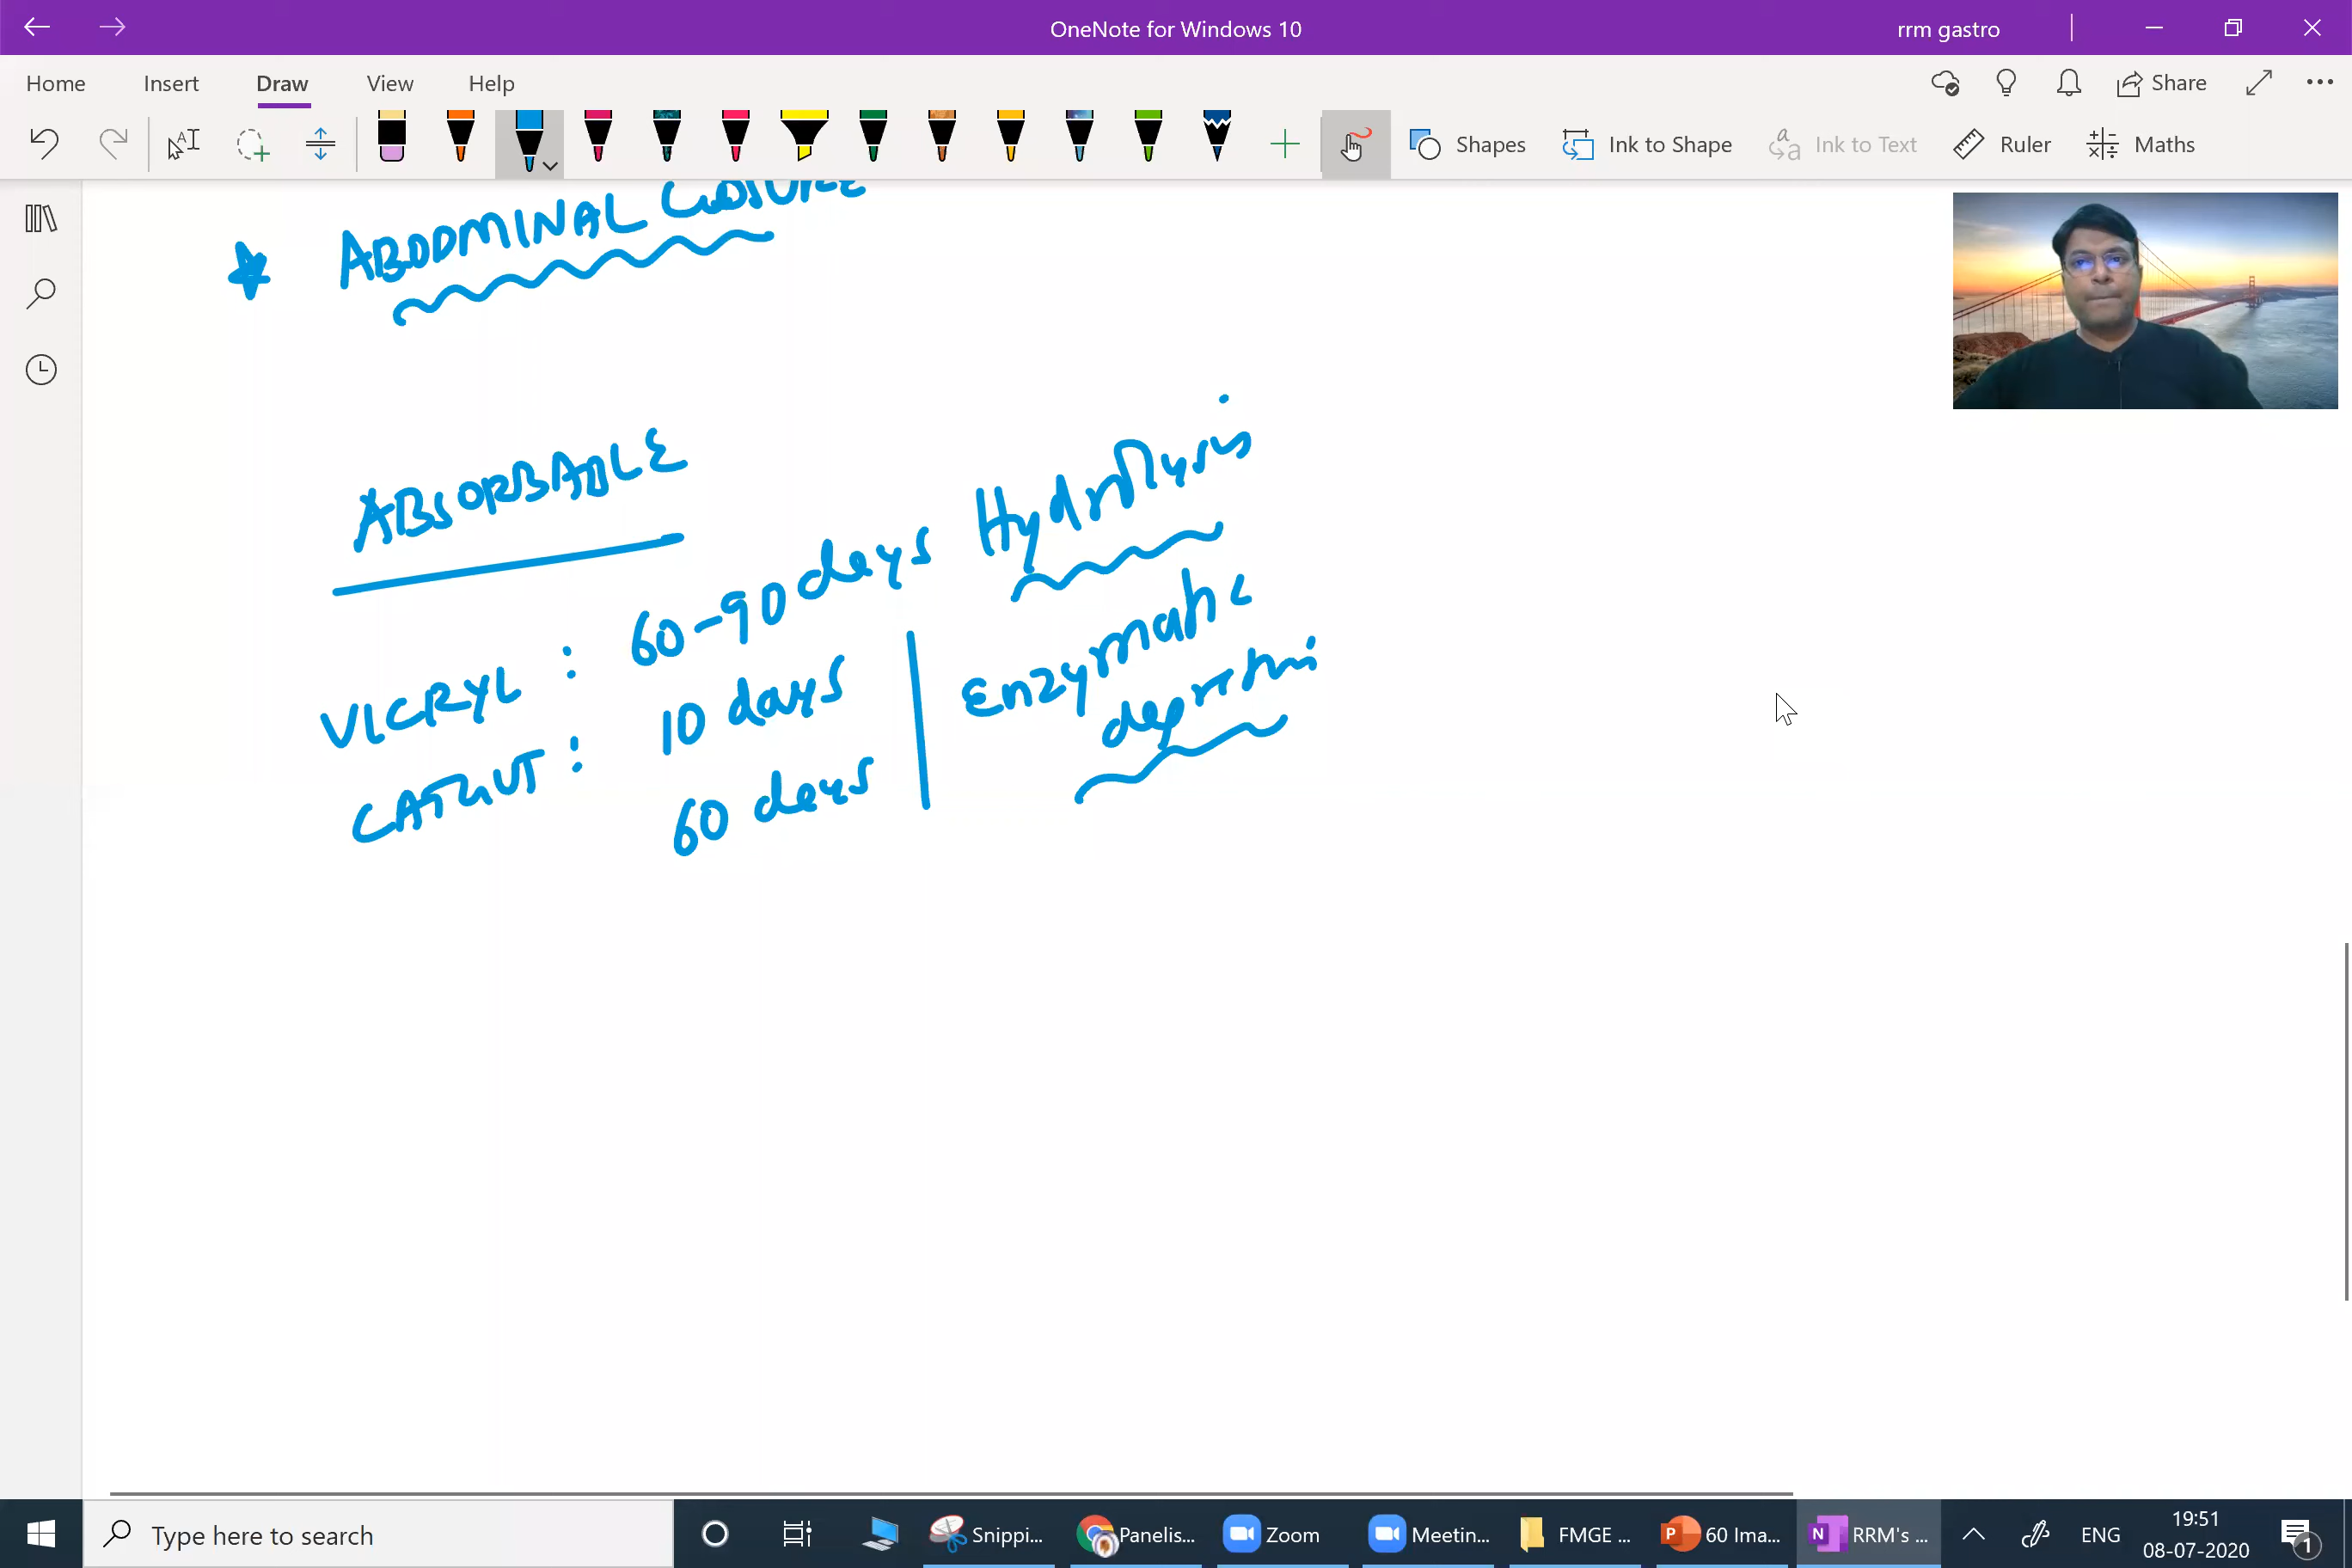 OneNote for Windows 10
rrm gastro
Home Insert Draw View Help
Share
Shapes Ink to Shape Ink to Text Ruler Maths
ABDOMINAL CLOSURE
ABSORBABLE
VICRYL : 60-90 days Hydrolysis
CATGUT : 10 days Enzymatic
60 days
Type here to search
Snippi... Panelis... Zoom Meetin... FMGE ... 60 Ima... RRM's ...
ENG
19:51
08-07-2020
1